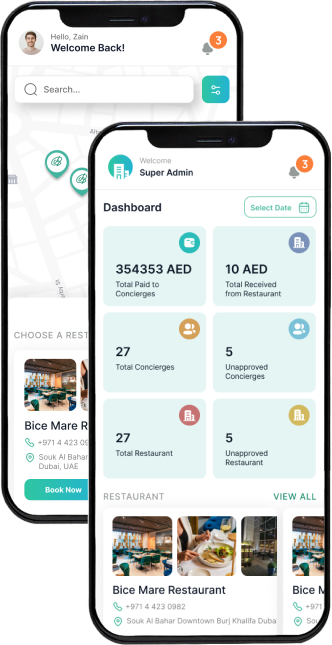 Hello, Zain
Welcome Back!
3
Search...
CHOOSE A REST
Bice Mare R
+971 4 423 09
Souk Al Bahar
Dubai, UAE
Book Now
Welcome
Super Admin
3
Dashboard
Select Date
354353 AED
Total Paid to
Concierges
10 AED
Total Received
from Restaurant
27
Total Concierges
5
Unapproved
Concierges
27
Total Restaurant
5
Unapproved
Restaurant
RESTAURANT
VIEW ALL
Bice Mare Restaurant
+971 4 423 0982
Souk Al Bahar Downtown Burj Khalifa Duba
Bice M
+971
Sou